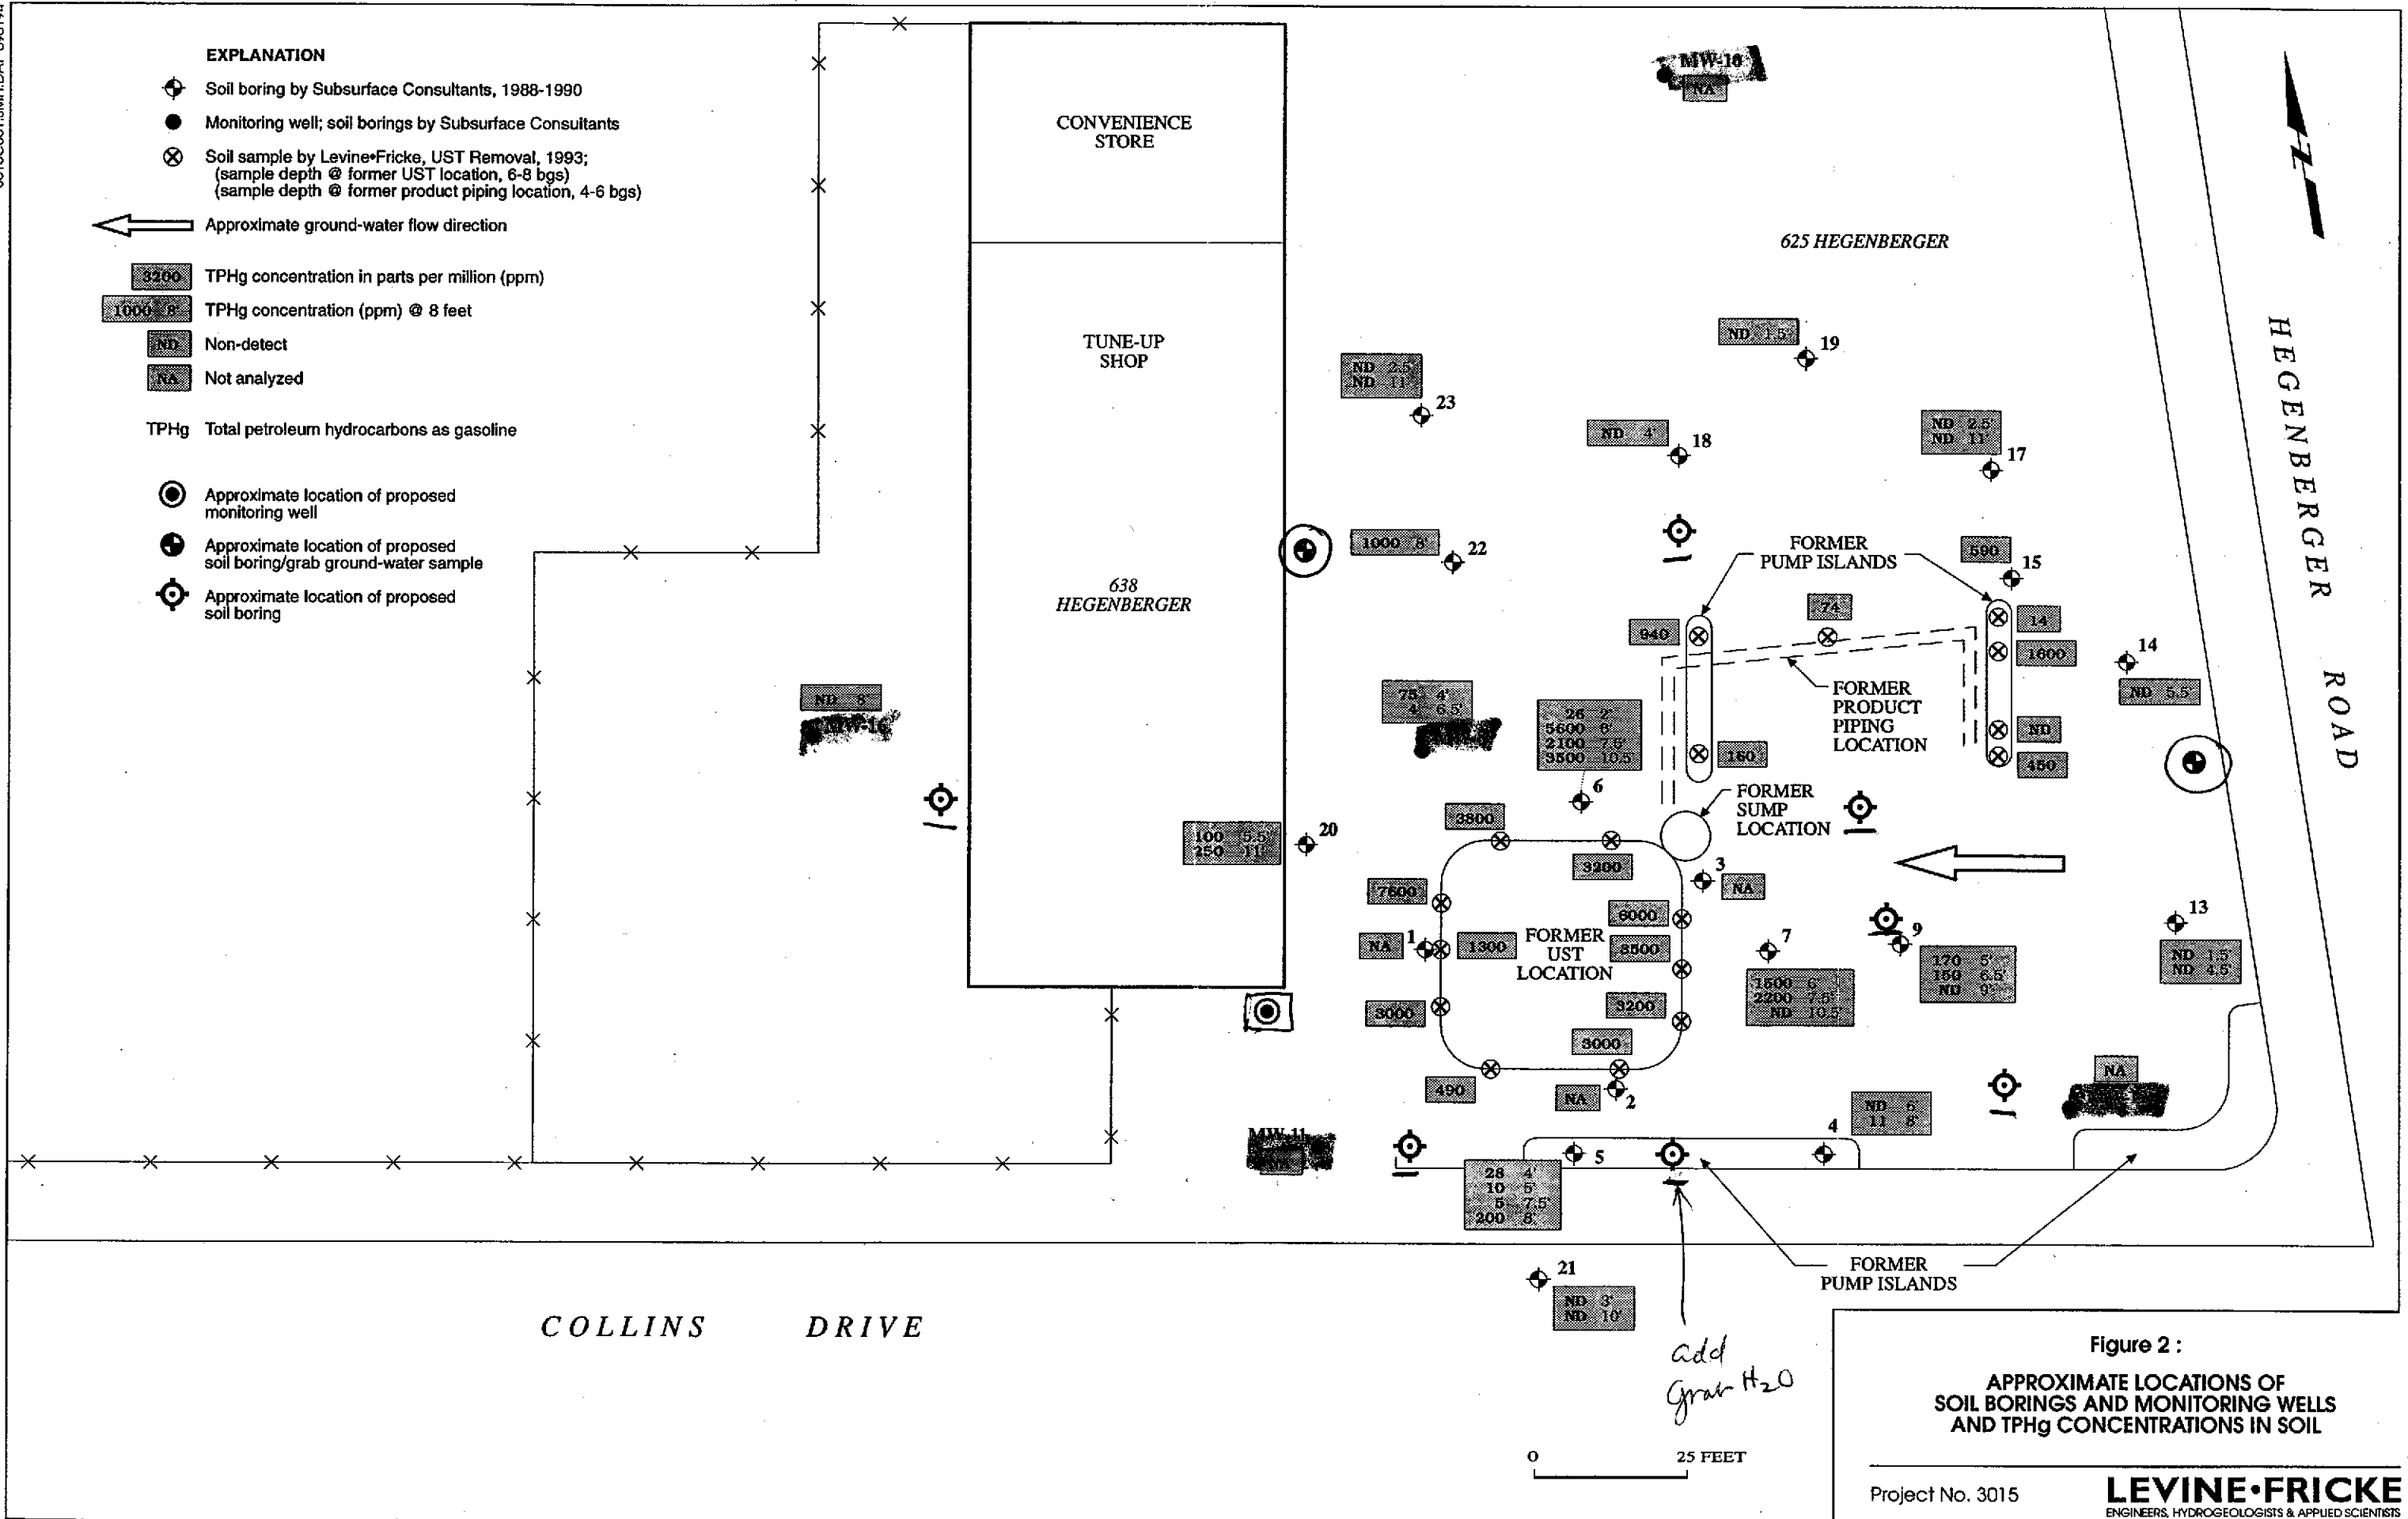 EXPLANATION
Soil boring by Subsurface Consultants, 1988-1990
Monitoring well; soil borings by Subsurface Consultants
Soil sample by Levine•Fricke, UST Removal, 1993;
(sample depth @ former UST location, 6-8 bgs)
(sample depth @ former product piping location, 4-6 bgs)
Approximate ground-water flow direction
3200 TPHg concentration in parts per million (ppm)
1000 8' TPHg concentration (ppm) @ 8 feet
ND Non-detect
NA Not analyzed
TPHg Total petroleum hydrocarbons as gasoline
Approximate location of proposed
monitoring well
Approximate location of proposed
soil boring/grab ground-water sample
Approximate location of proposed
soil boring
CONVENIENCE
STORE
TUNE-UP
SHOP
638
HEGENBERGER
NA
625 HEGENBERGER
HEGENBERGER ROAD
ND 1.5'
19
ND 2.5'
ND 11'
23
ND 4'
18
ND 2.5'
ND 11'
17
1000 8'
22
FORMER
PUMP ISLANDS
590
15
940
74
14
1600
14
ND 5.5'
ND 8'
MW-16
75 4'
4 6.5'
26 2'
5600 6'
2100 7.5'
3500 10.5'
6
160
FORMER
PRODUCT
PIPING
LOCATION
ND
450
FORMER
SUMP
LOCATION
100 5.5'
250 11'
20
3800
3200
3
NA
7600
6000
NA
1
1300
FORMER
UST
LOCATION
3500
7
9
13
1500 6'
2200 7.5'
ND 10.5'
170 5'
150 6.5'
ND 9'
ND 1.5'
ND 4.5'
3000
3200
3000
490
NA
2
NA
ND 6'
11 8'
4
MW-11
NA
5
28 4'
10 5'
5 7.5'
200 8'
21
ND 3'
ND 10'
FORMER
PUMP ISLANDS
COLLINS DRIVE
add
Grab H₂O
0 25 FEET
Figure 2 :
APPROXIMATE LOCATIONS OF
SOIL BORINGS AND MONITORING WELLS
AND TPHg CONCENTRATIONS IN SOIL
Project No. 3015
LEVINE•FRICKE
ENGINEERS, HYDROGEOLOGISTS & APPLIED SCIENTISTS